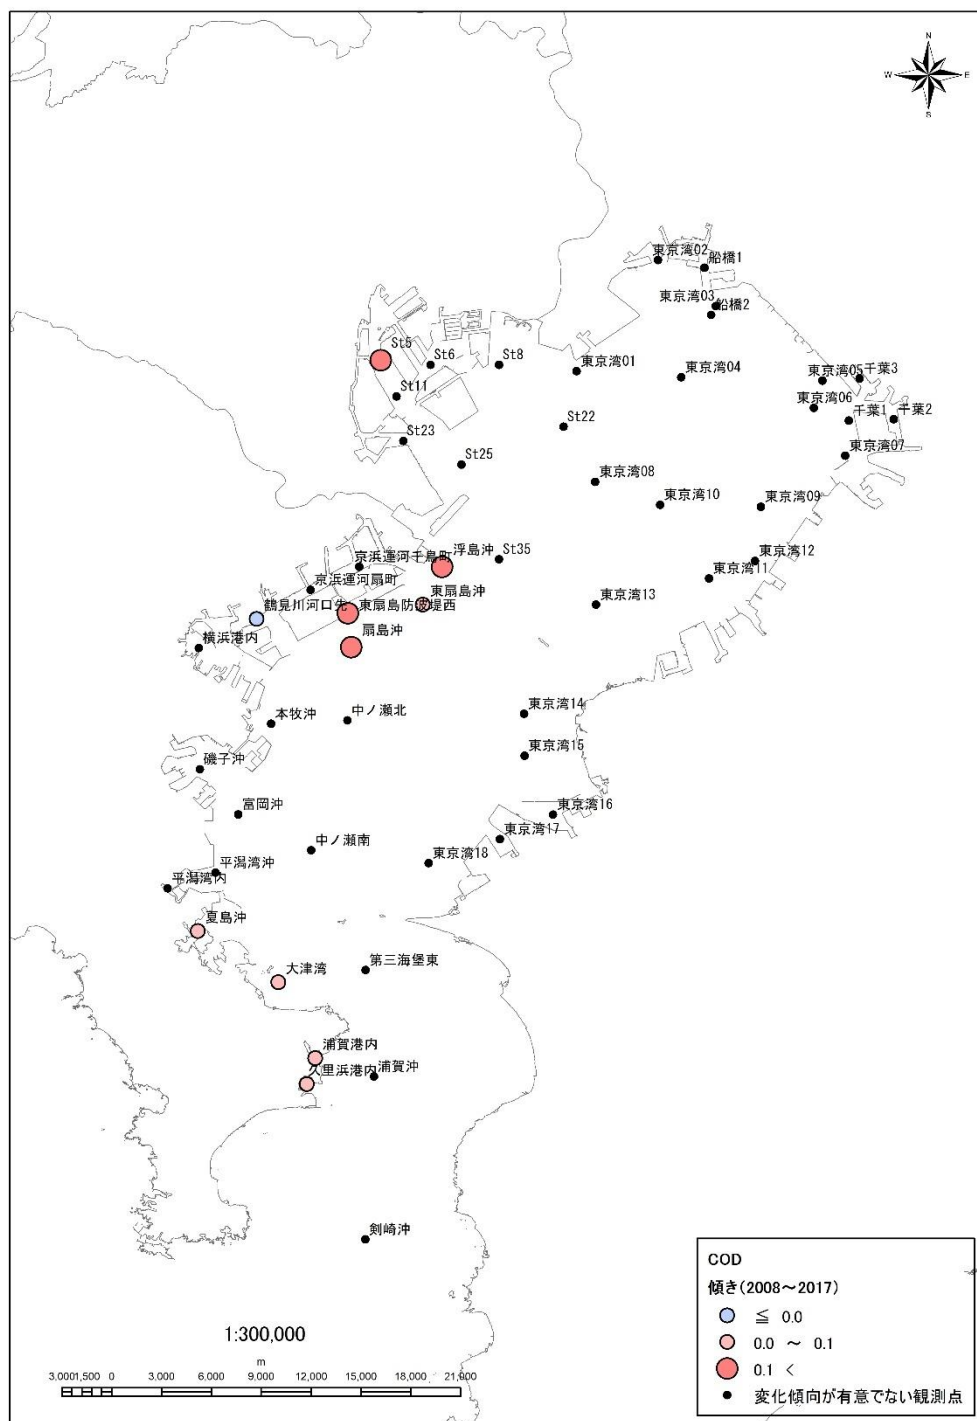 N
W
E
S
東京湾02
船橋1
東京湾03
船橋2
St5
St6
St8
東京湾01
東京湾04
東京湾05
千葉3
東京湾06
千葉1
千葉2
St11
St22
St23
St25
東京湾07
東京湾08
東京湾10
東京湾09
京浜運河千鳥町
浮島沖
St35
東京湾12
東京湾11
京浜運河扇町
東扇島沖
鶴見川河口先
東扇島防波堤西
東京湾13
扇島沖
横浜港内
本牧沖
中ノ瀬北
東京湾14
東京湾15
磯子沖
富岡沖
東京湾16
東京湾17
中ノ瀬南
東京湾18
平潟湾沖
平潟湾内
夏島沖
大津湾
第三海堡東
浦賀港内
久里浜港内
浦賀沖
剣崎沖
1:300,000
m
3,000 1,500 0 3,000 6,000 9,000 12,000 15,000 18,000 21,000
COD
傾き(2008～2017)
≦ 0.0
0.0 ～ 0.1
0.1 <
変化傾向が有意でない観測点